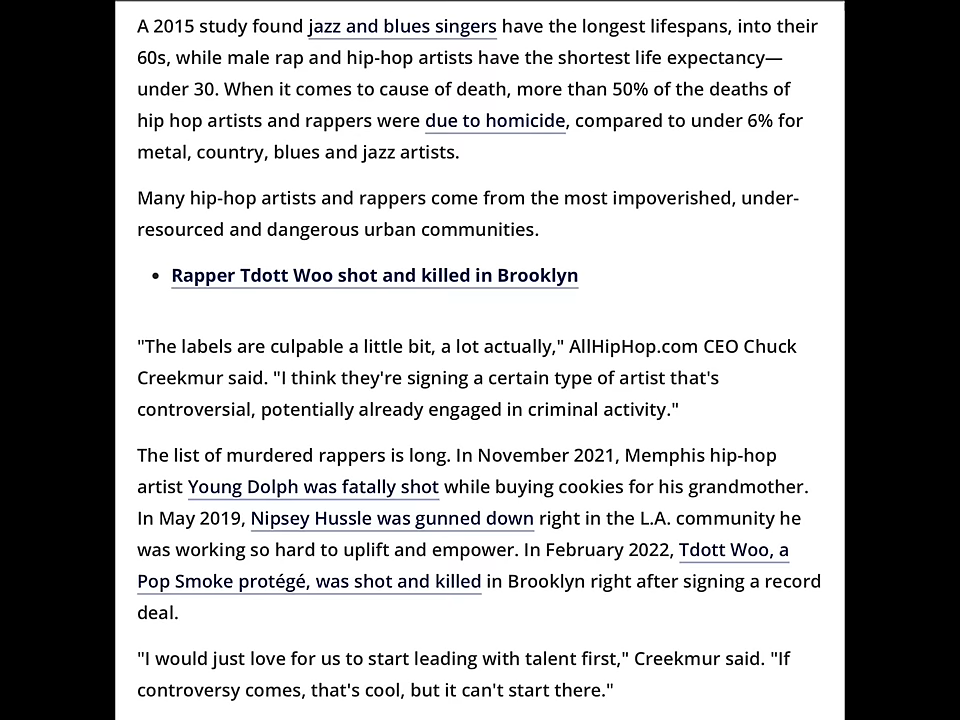 A 2015 study found jazz and blues singers have the longest lifespans, into their
60s, while male rap and hip-hop artists have the shortest life expectancy—
under 30. When it comes to cause of death, more than 50% of the deaths of
hip hop artists and rappers were due to homicide, compared to under 6% for
metal, country, blues and jazz artists.
Many hip-hop artists and rappers come from the most impoverished, under-
resourced and dangerous urban communities.
• Rapper Tdott Woo shot and killed in Brooklyn
"The labels are culpable a little bit, a lot actually," AllHipHop.com CEO Chuck
Creekmur said. "I think they're signing a certain type of artist that's
controversial, potentially already engaged in criminal activity."
The list of murdered rappers is long. In November 2021, Memphis hip-hop
artist Young Dolph was fatally shot while buying cookies for his grandmother.
In May 2019, Nipsey Hussle was gunned down right in the L.A. community he
was working so hard to uplift and empower. In February 2022, Tdott Woo, a
Pop Smoke protégé, was shot and killed in Brooklyn right after signing a record
deal.
"I would just love for us to start leading with talent first," Creekmur said. "If
controversy comes, that's cool, but it can't start there."